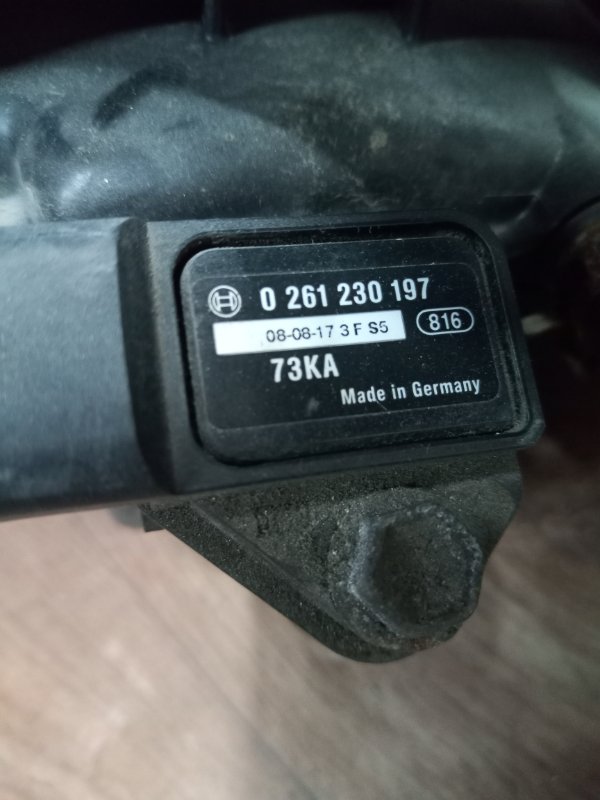 0 261 230 197
08-08-17 3 F S5
816
73KA
Made in Germany